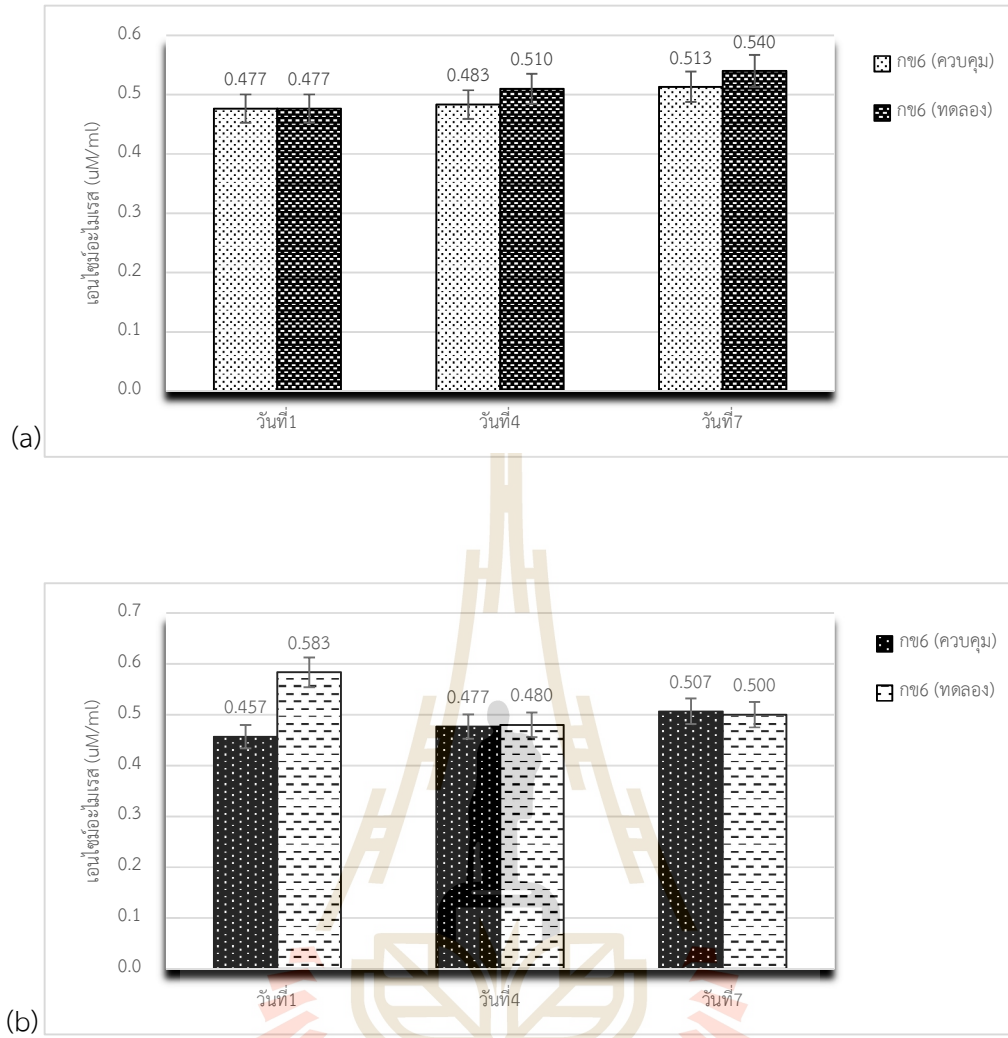 0.6
0.5
0.4
0.3
0.2
0.1
0.0
เอนไซม์อะไมเรส (uM/ml)
0.477
0.477
0.483
0.510
0.513
0.540
วันที่1
วันที่4
วันที่7
กข6 (ควบคุม)
กข6 (ทดลอง)
(a)
0.7
0.6
0.5
0.4
0.3
0.2
0.1
0.0
เอนไซม์อะไมเรส (uM/ml)
0.457
0.583
0.477
0.480
0.507
0.500
วันที่1
วันที่4
วันที่7
กข6 (ควบคุม)
กข6 (ทดลอง)
(b)